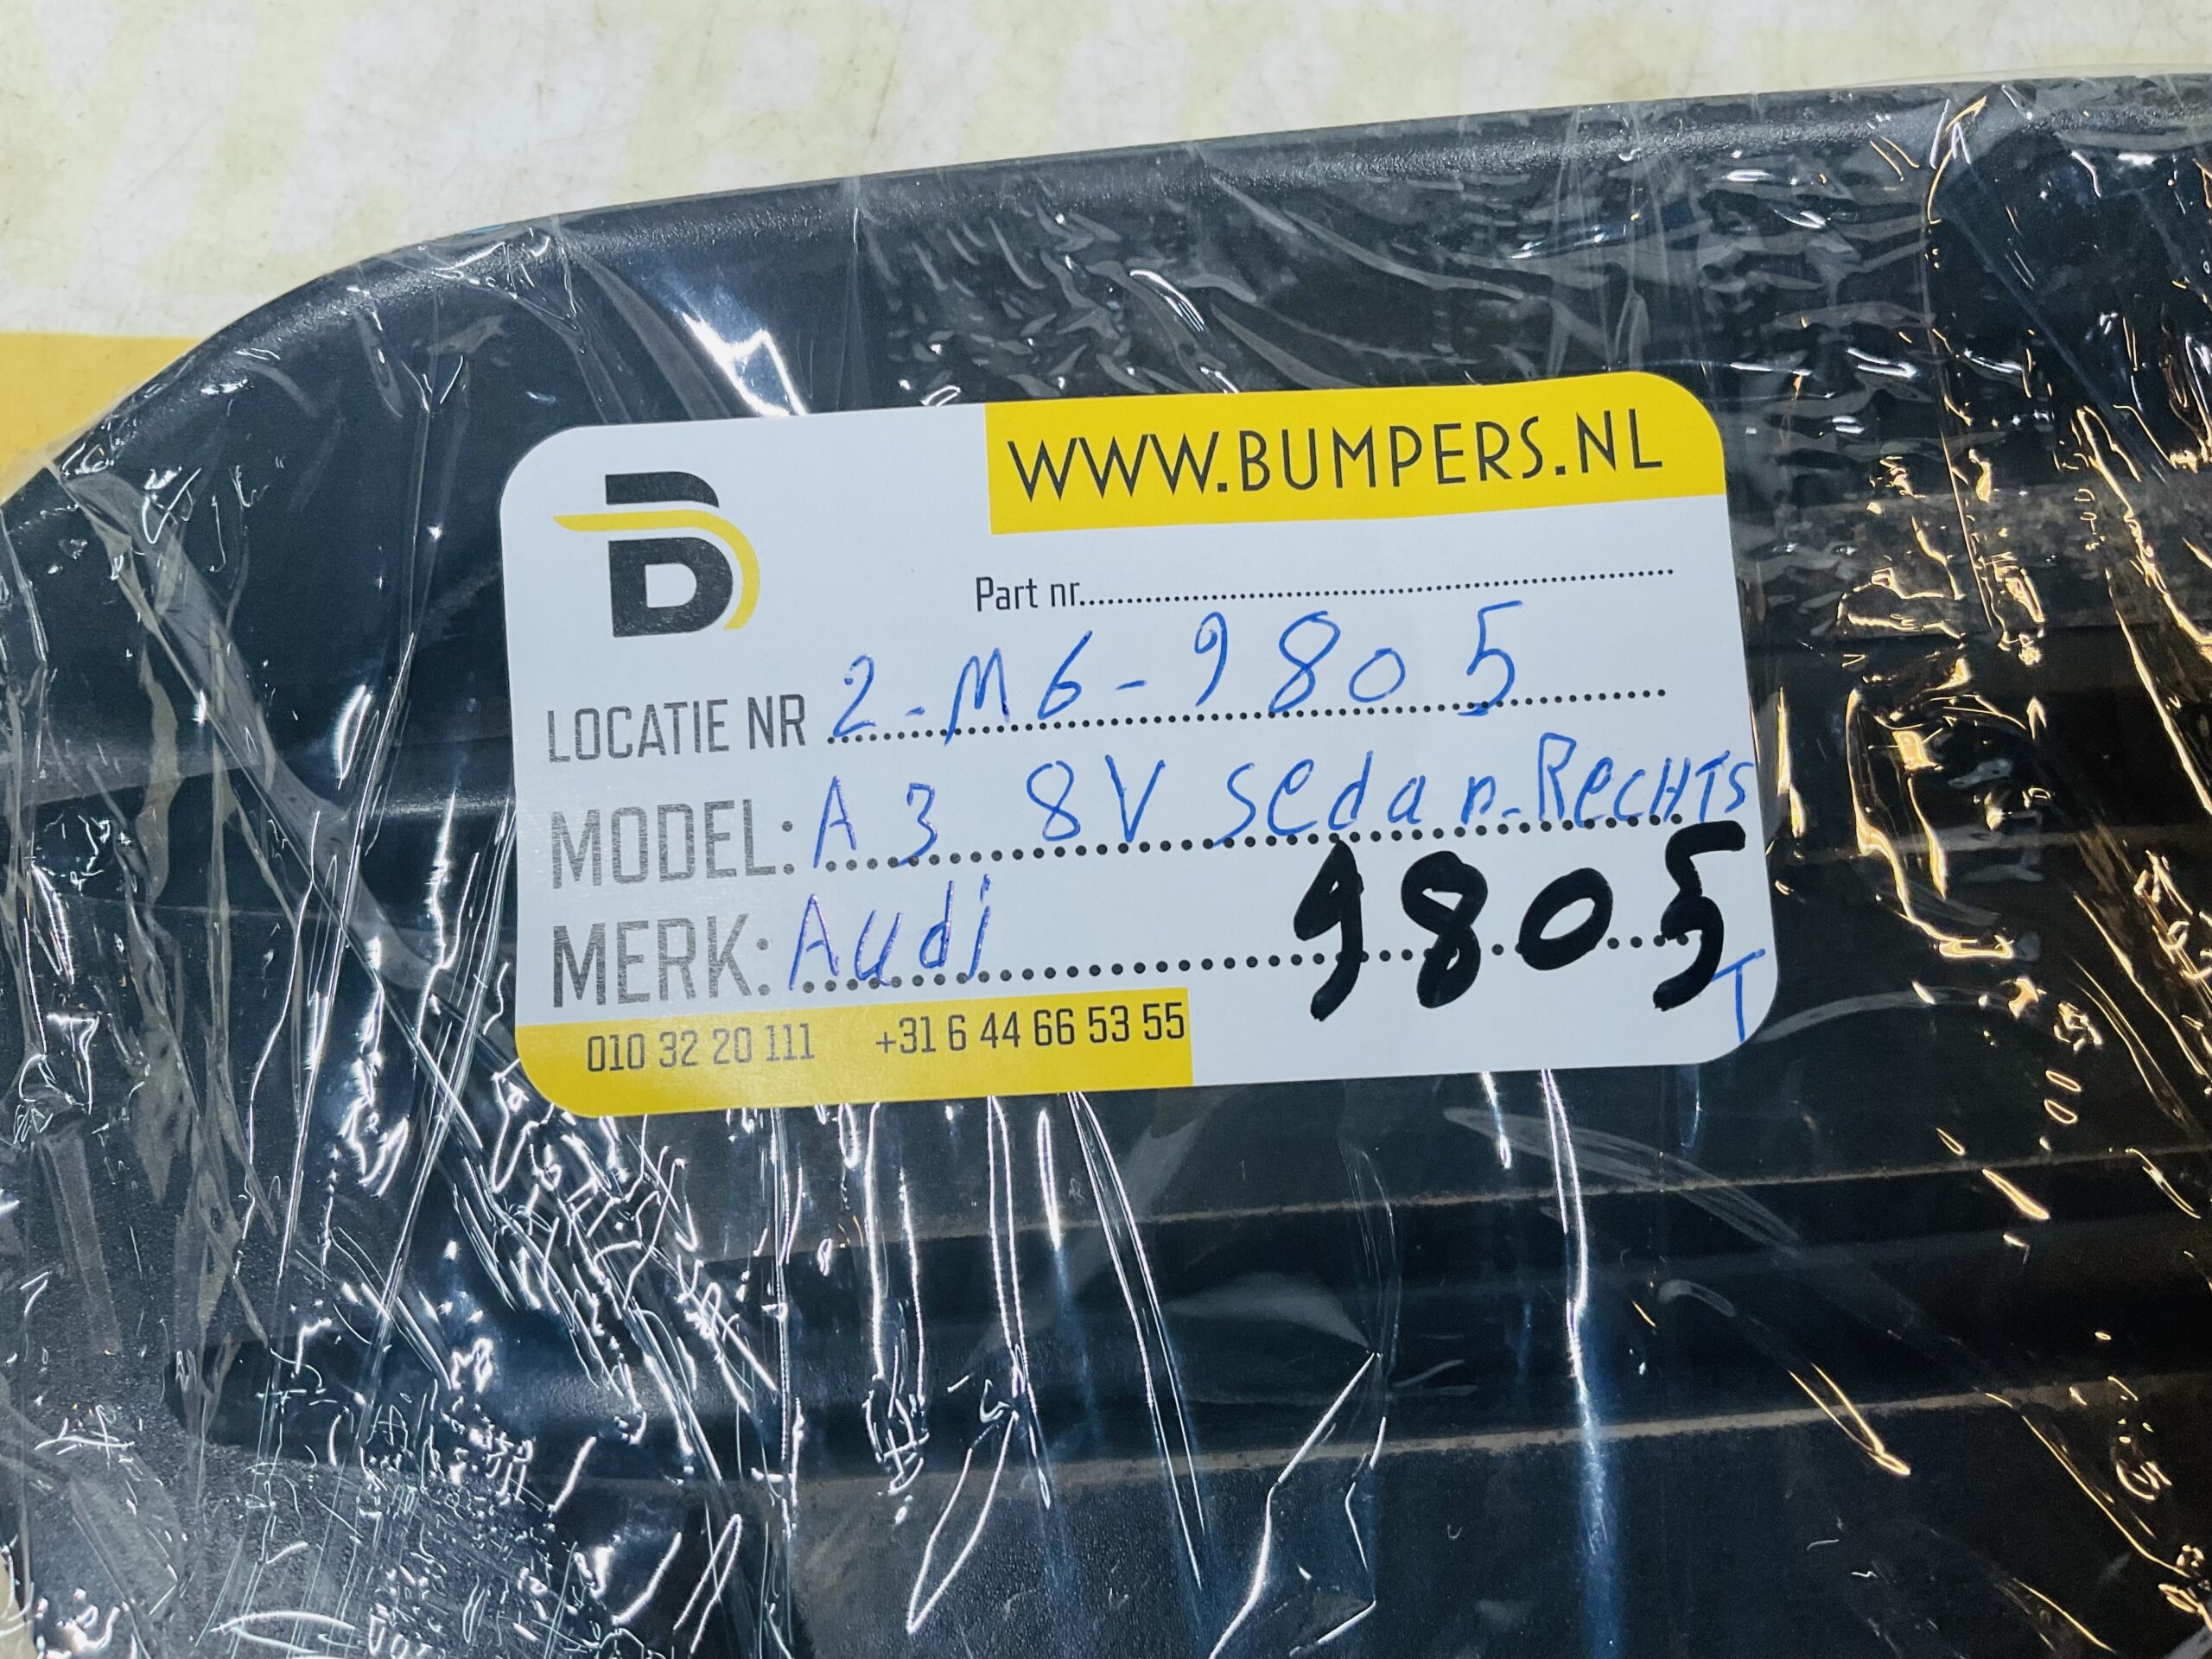 WWW.BUMPERS.NL
B
Part nr.
LOCATIE NR 2-M6-9805
MODEL: A3 8V Sedan-RECHTS
MERK: Audi 9805
T
010 32 20 111 +31 6 44 66 53 55